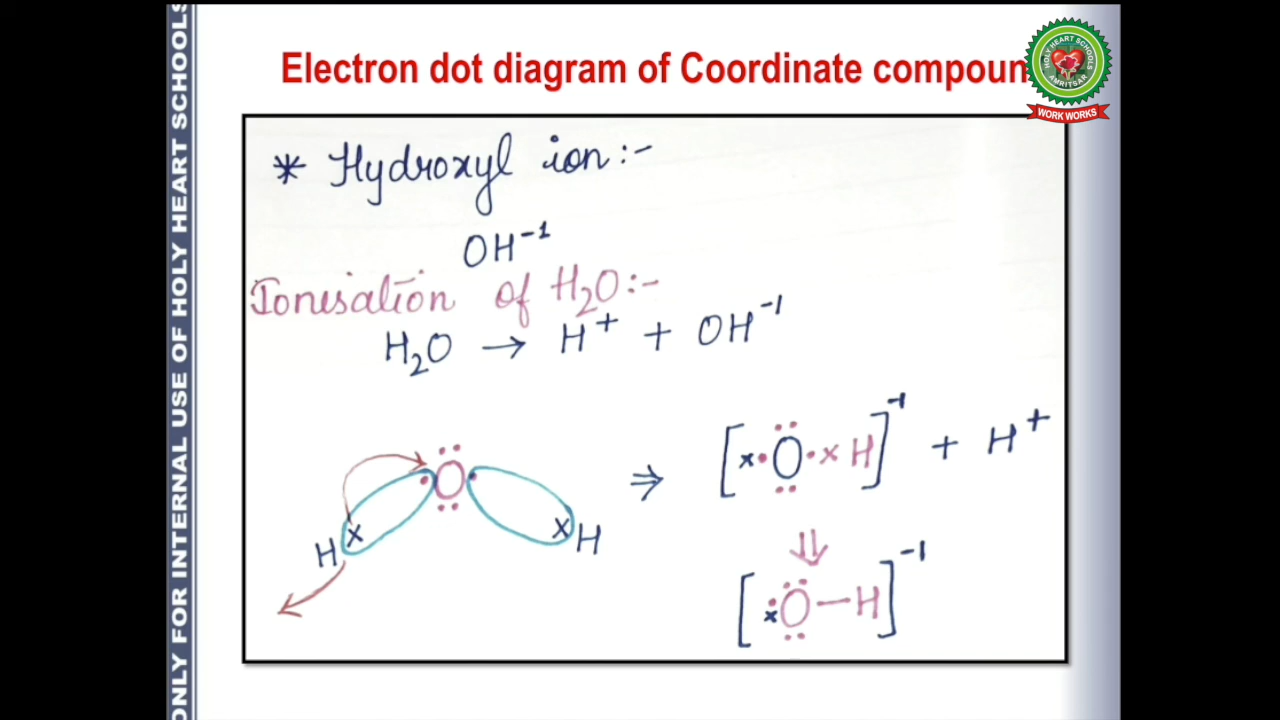 Electron dot diagram of Coordinate compoun
HOLY HEART SCHOOLS
AMRITSAR
WORK WORKS
ONLY FOR INTERNAL USE OF HOLY HEART SCHOOLS
* Hydroxyl ion:-
OH⁻¹
Ionisation of H₂O:-
H₂O → H⁺ + OH⁻¹
H x O x H ⇒ [x• O •x H]⁻¹ + H⁺
⇓
[•x O — H]⁻¹